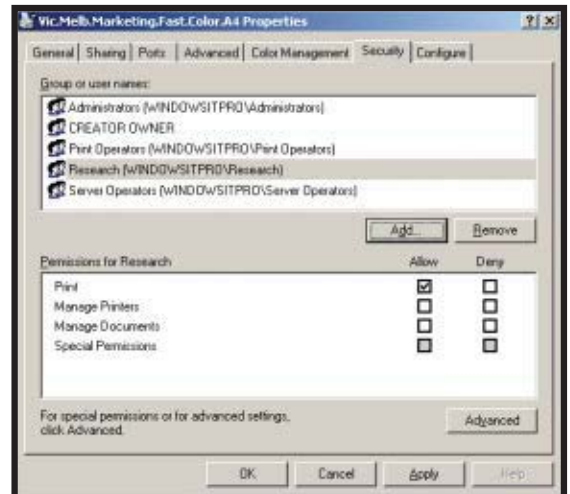 Vic.Melb.Marketing.Fast.Color.A4 Properties
General Sharing Ports Advanced Color Management Security Configure
Group or user names:
Administrators (WINDOWSITPRO\Administrators)
CREATOR OWNER
Print Operators (WINDOWSITPRO\Print Operators)
Research (WINDOWSITPRO\Research)
Server Operators (WINDOWSITPRO\Server Operators)
Add... Remove
Permissions for Research Allow Deny
Print
Manage Printers
Manage Documents
Special Permissions
For special permissions or for advanced settings,
click Advanced.
Advanced
OK Cancel Apply Help